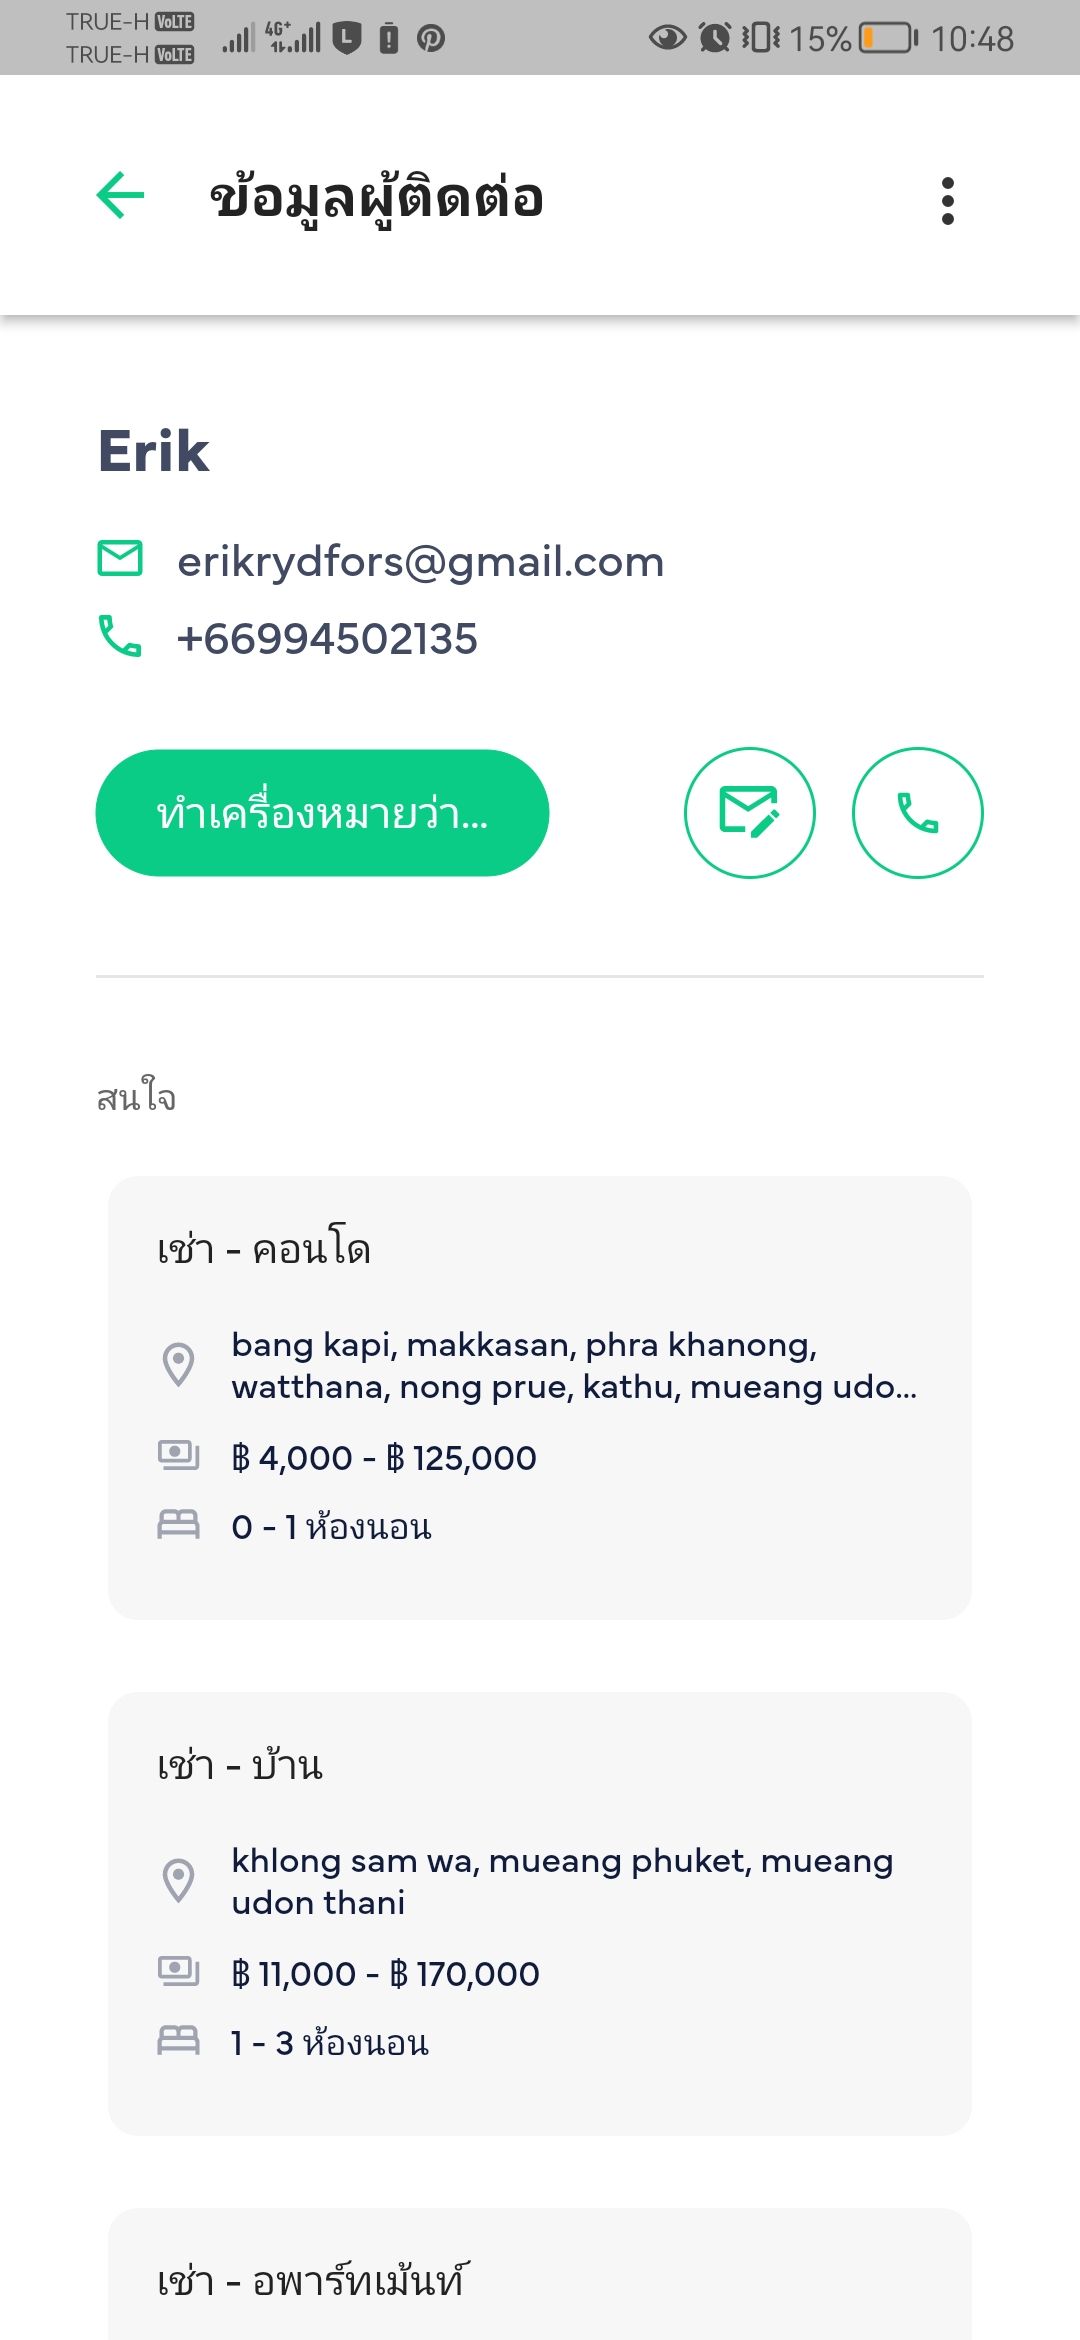 TRUE-H VoLTE
TRUE-H VoLTE
4G+
L
15%
10:48
ข้อมูลผู้ติดต่อ
Erik
erikrydfors@gmail.com
+66994502135
ทำเครื่องหมายว่า...
สนใจ
เช่า - คอนโด
bang kapi, makkasan, phra khanong,
watthana, nong prue, kathu, mueang udo...
฿ 4,000 - ฿ 125,000
0 - 1 ห้องนอน
เช่า - บ้าน
khlong sam wa, mueang phuket, mueang
udon thani
฿ 11,000 - ฿ 170,000
1 - 3 ห้องนอน
เช่า - อพาร์ทเม้นท์